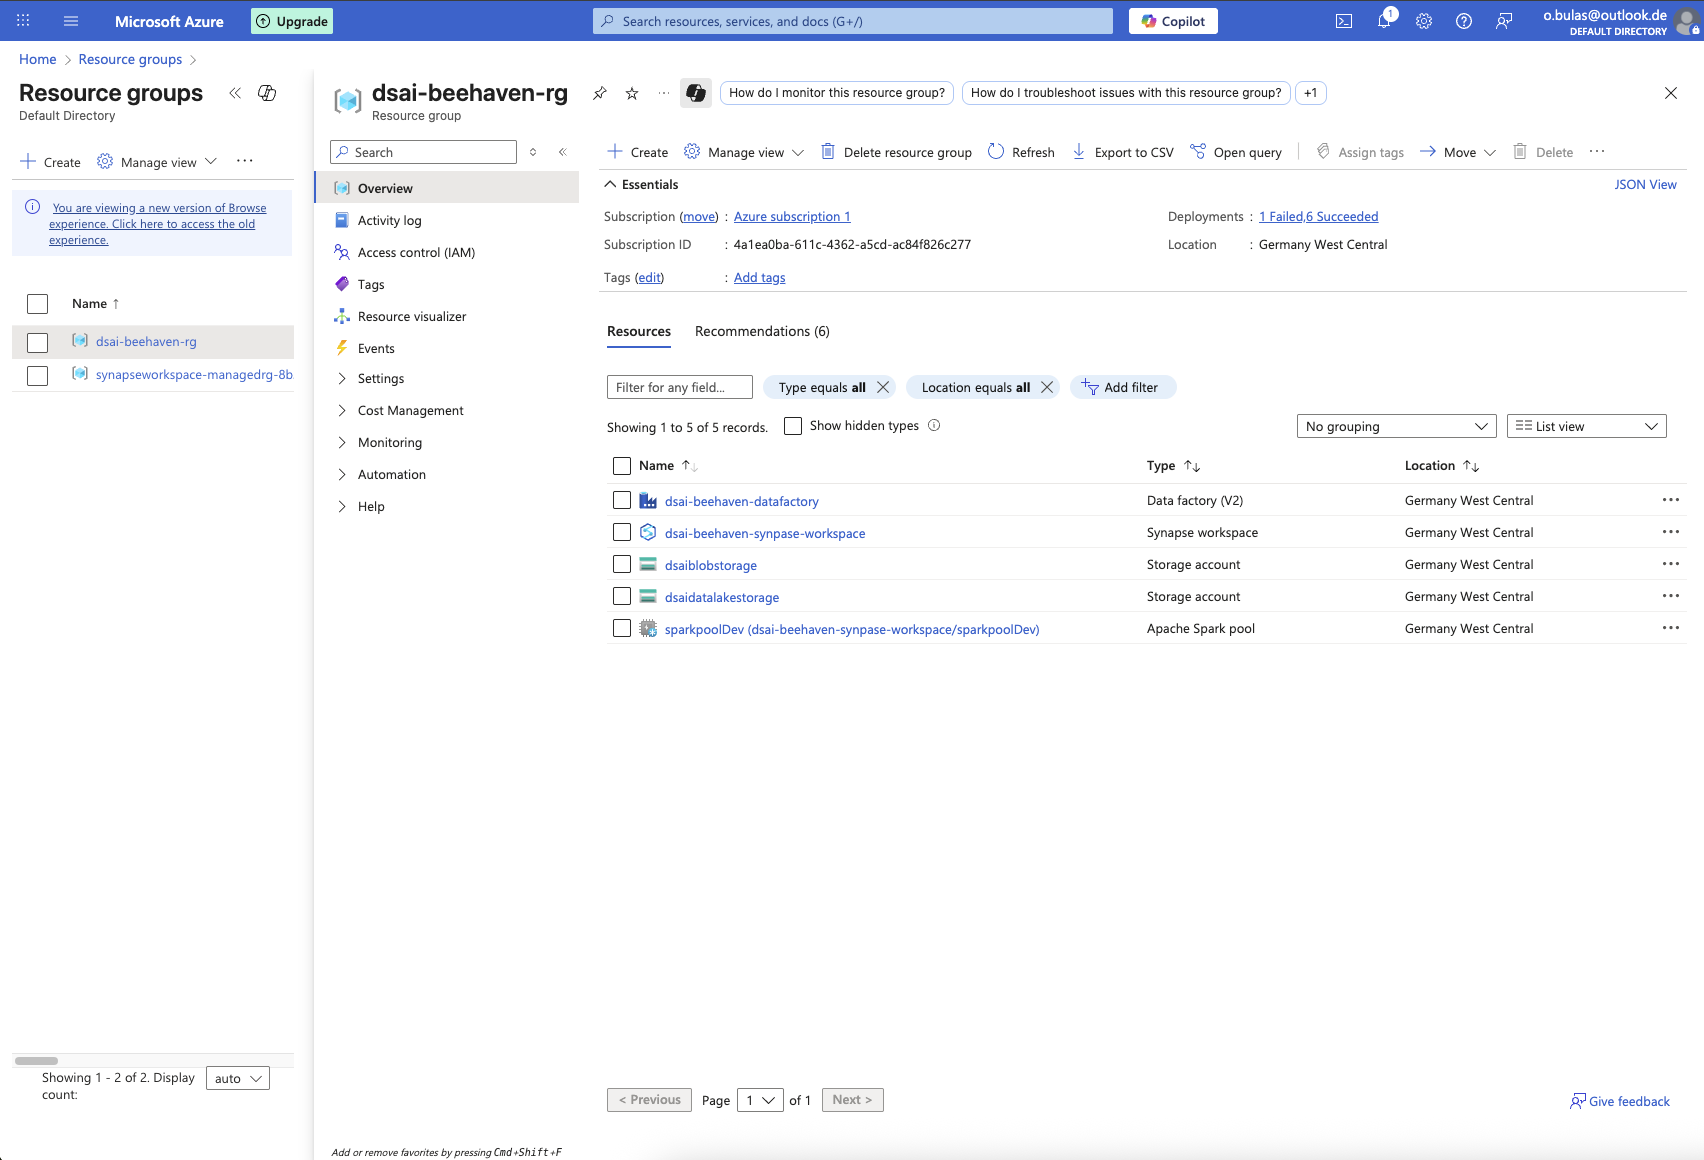 Microsoft Azure
Upgrade
Search resources, services, and docs (G+/)
Copilot
1
o.bulas@outlook.de
DEFAULT DIRECTORY
Home > Resource groups >
Resource groups
Default Directory
Create
Manage view
You are viewing a new version of Browse
experience. Click here to access the old
experience.
Name ↑
dsai-beehaven-rg
synapseworkspace-managedrg-8b
Showing 1 - 2 of 2. Display
count:
auto
dsai-beehaven-rg
Resource group
How do I monitor this resource group?
How do I troubleshoot issues with this resource group?
+1
Search
Overview
Activity log
Access control (IAM)
Tags
Resource visualizer
Events
Settings
Cost Management
Monitoring
Automation
Help
Add or remove favorites by pressing Cmd+Shift+F
Create
Manage view
Delete resource group
Refresh
Export to CSV
Open query
Assign tags
Move
Delete
Essentials
JSON View
Subscription (move) : Azure subscription 1
Subscription ID : 4a1ea0ba-611c-4362-a5cd-ac84f826c277
Tags (edit) : Add tags
Deployments : 1 Failed,6 Succeeded
Location : Germany West Central
Resources
Recommendations (6)
Filter for any field...
Type equals all
Location equals all
Add filter
Showing 1 to 5 of 5 records.
Show hidden types
No grouping
List view
Name ↑↓ Type ↑↓ Location ↑↓
dsai-beehaven-datafactory Data factory (V2) Germany West Central
dsai-beehaven-synpase-workspace Synapse workspace Germany West Central
dsaiblobstorage Storage account Germany West Central
dsaidatalakestorage Storage account Germany West Central
sparkpoolDev (dsai-beehaven-synpase-workspace/sparkpoolDev) Apache Spark pool Germany West Central
< Previous
Page 1 of 1
Next >
Give feedback